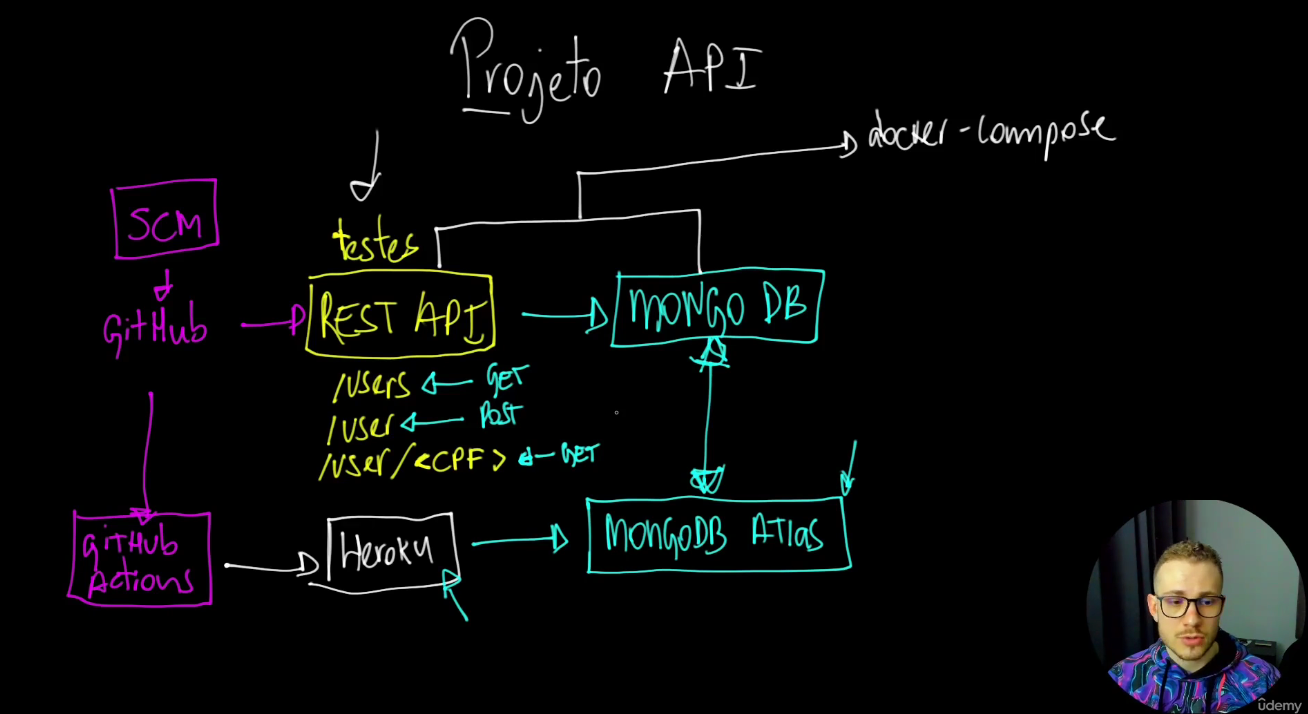 Projeto API
docker-compose
SCM
GitHub
testes
REST API
MONGO DB
/users GET
/user Post
/user/<CPF> GET
gitHub
Actions
Heroku
MongoDB Atlas
ûdemy